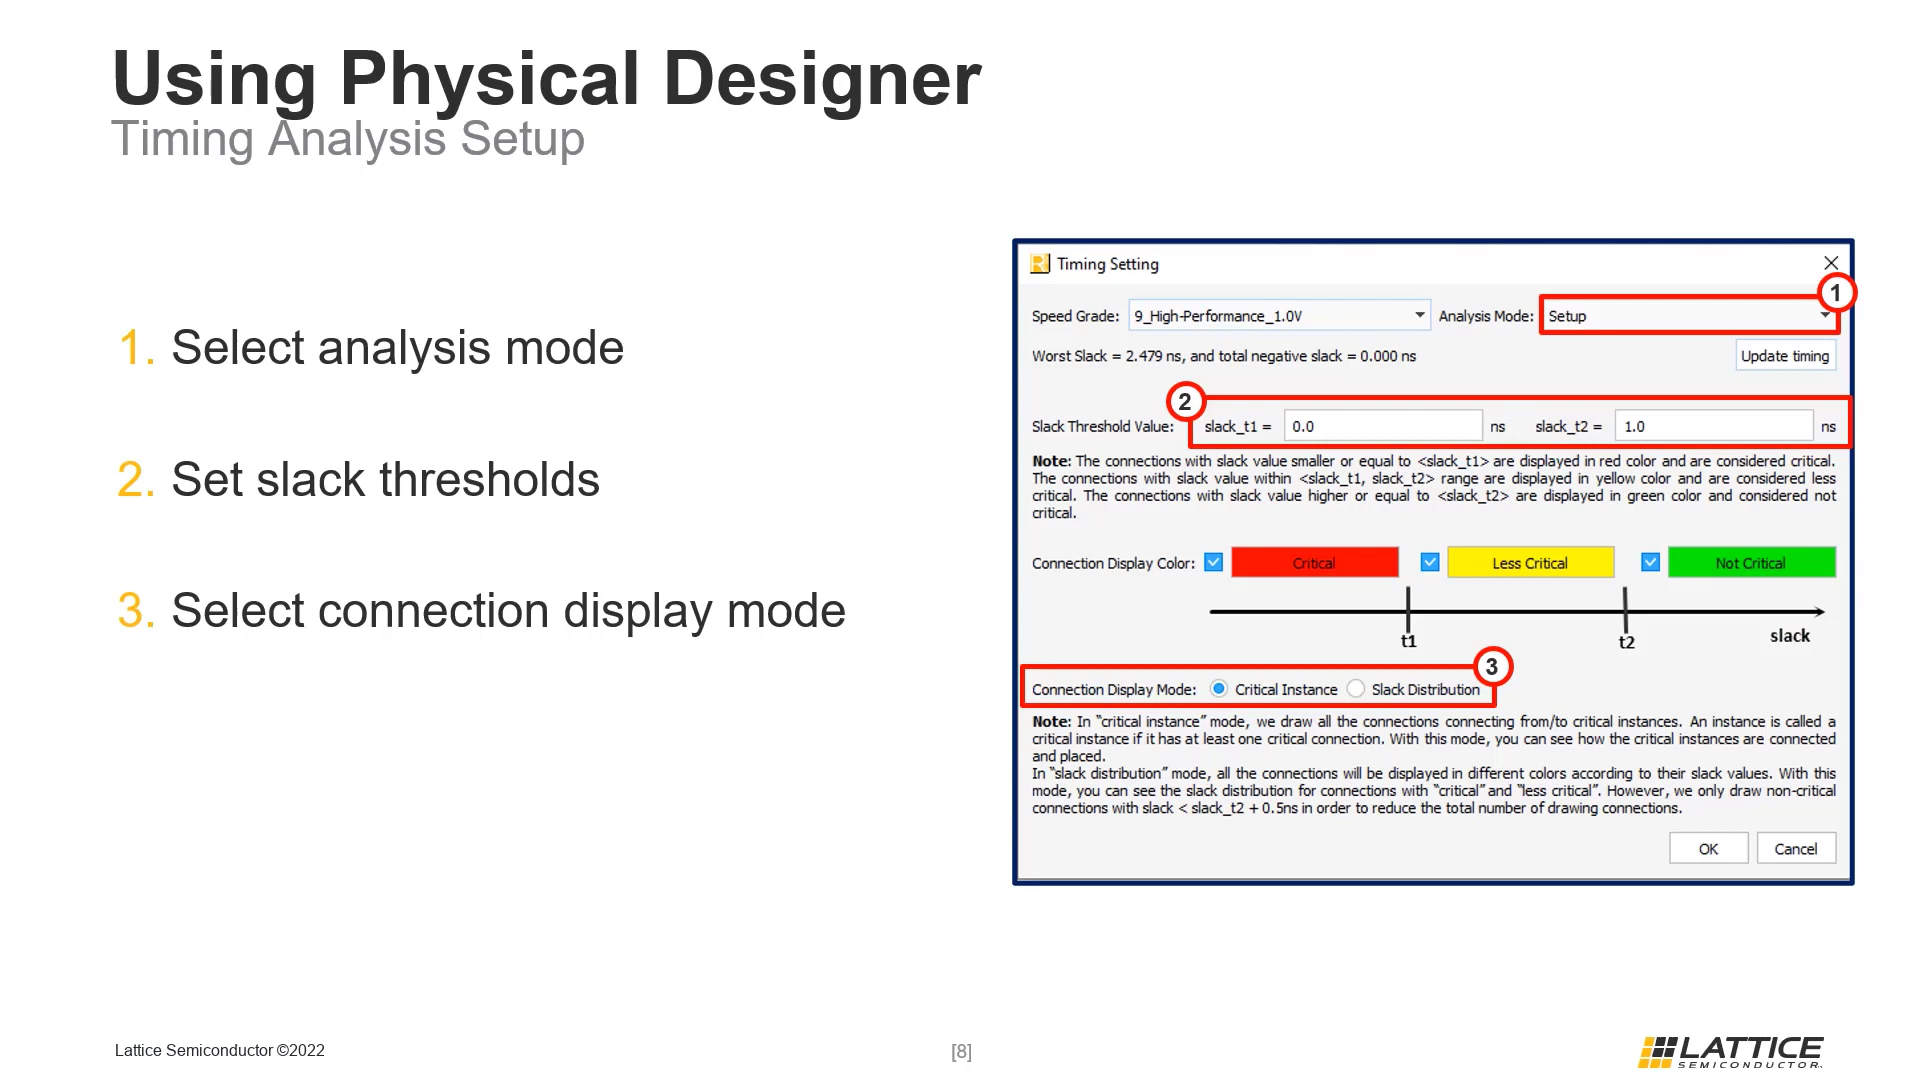 Using Physical Designer
Timing Analysis Setup
1. Select analysis mode
2. Set slack thresholds
3. Select connection display mode
Timing Setting
1
Speed Grade: 9_High-Performance_1.0V Analysis Mode: Setup
Worst Slack = 2.479 ns, and total negative slack = 0.000 ns Update timing
2
Slack Threshold Value: slack_t1 = 0.0 ns slack_t2 = 1.0 ns
Note: The connections with slack value smaller or equal to <slack_t1> are displayed in red color and are considered critical.
The connections with slack value within <slack_t1, slack_t2> range are displayed in yellow color and are considered less
critical. The connections with slack value higher or equal to <slack_t2> are displayed in green color and considered not
critical.
Connection Display Color: Critical Less Critical Not Critical
t1 t2 slack
3
Connection Display Mode: Critical Instance Slack Distribution
Note: In “critical instance” mode, we draw all the connections connecting from/to critical instances. An instance is called a
critical instance if it has at least one critical connection. With this mode, you can see how the critical instances are connected
and placed.
In “slack distribution” mode, all the connections will be displayed in different colors according to their slack values. With this
mode, you can see the slack distribution for connections with “critical” and “less critical”. However, we only draw non-critical
connections with slack < slack_t2 + 0.5ns in order to reduce the total number of drawing connections.
OK Cancel
Lattice Semiconductor ©2022
[8]
LATTICE
SEMICONDUCTOR